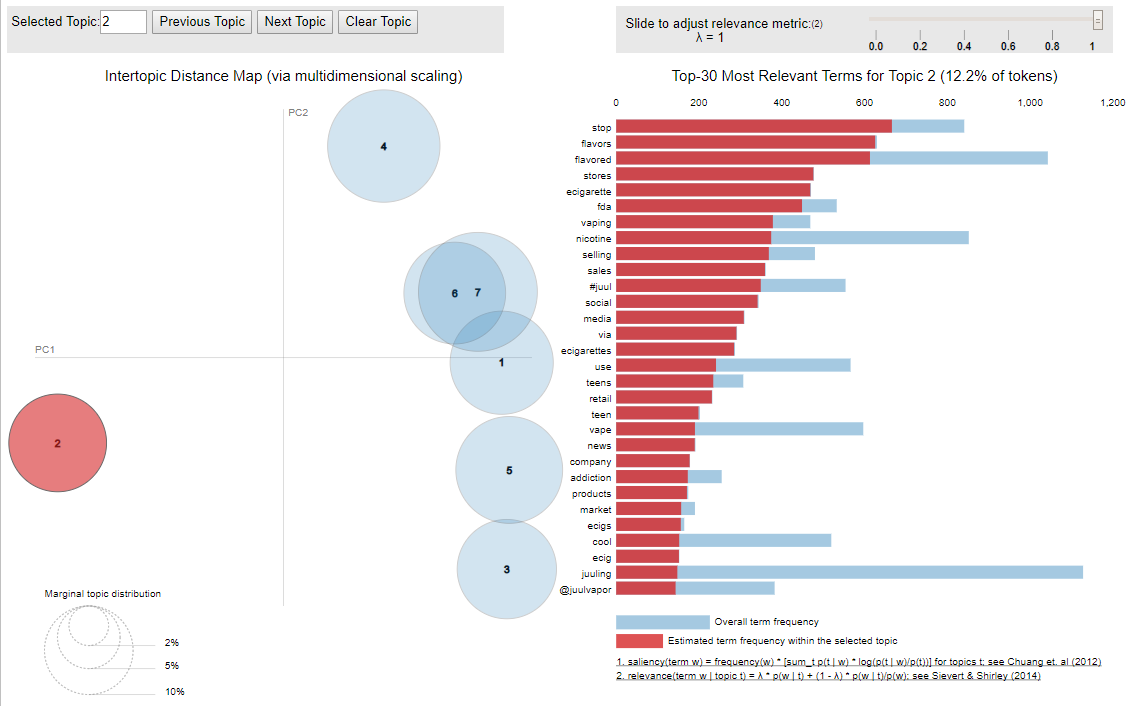 Selected Topic: 2 Previous Topic Next Topic Clear Topic
Slide to adjust relevance metric:(2)
λ = 1
0.0 0.2 0.4 0.6 0.8 1
Intertopic Distance Map (via multidimensional scaling)
PC2
PC1
4
6 7
1
2
5
3
Marginal topic distribution
2%
5%
10%
Top-30 Most Relevant Terms for Topic 2 (12.2% of tokens)
0 200 400 600 800 1,000 1,200
stop
flavors
flavored
stores
ecigarette
fda
vaping
nicotine
selling
sales
#juul
social
media
via
ecigarettes
use
teens
retail
teen
vape
news
company
addiction
products
market
ecigs
cool
ecig
juuling
@juulvapor
Overall term frequency
Estimated term frequency within the selected topic
1. saliency(term w) = frequency(w) * [sum_t p(t | w) * log(p(t | w)/p(t))] for topics t; see Chuang et. al (2012)
2. relevance(term w | topic t) = λ * p(w | t) + (1 - λ) * p(w | t)/p(w); see Sievert & Shirley (2014)